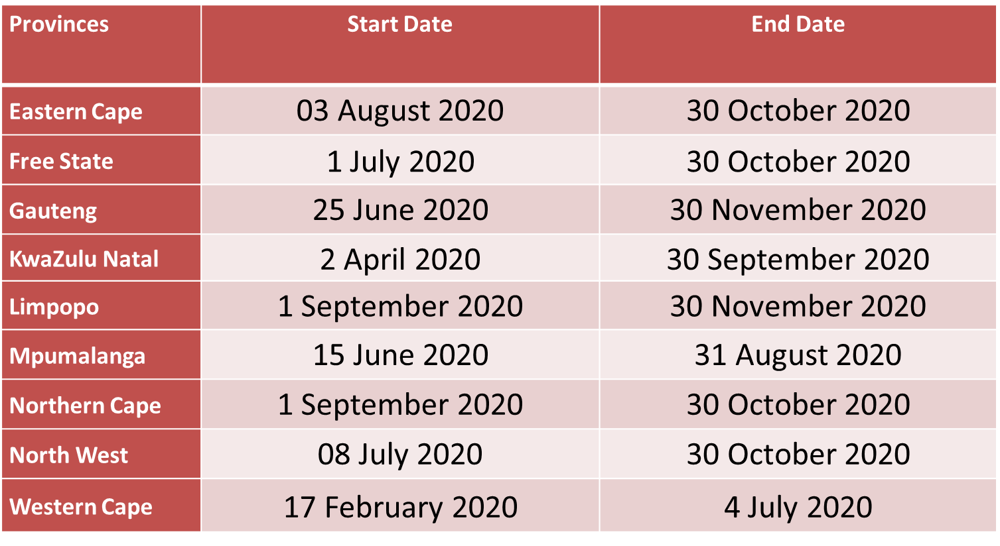 Provinces Start Date End Date
Eastern Cape 03 August 2020 30 October 2020
Free State 1 July 2020 30 October 2020
Gauteng 25 June 2020 30 November 2020
KwaZulu Natal 2 April 2020 30 September 2020
Limpopo 1 September 2020 30 November 2020
Mpumalanga 15 June 2020 31 August 2020
Northern Cape 1 September 2020 30 October 2020
North West 08 July 2020 30 October 2020
Western Cape 17 February 2020 4 July 2020